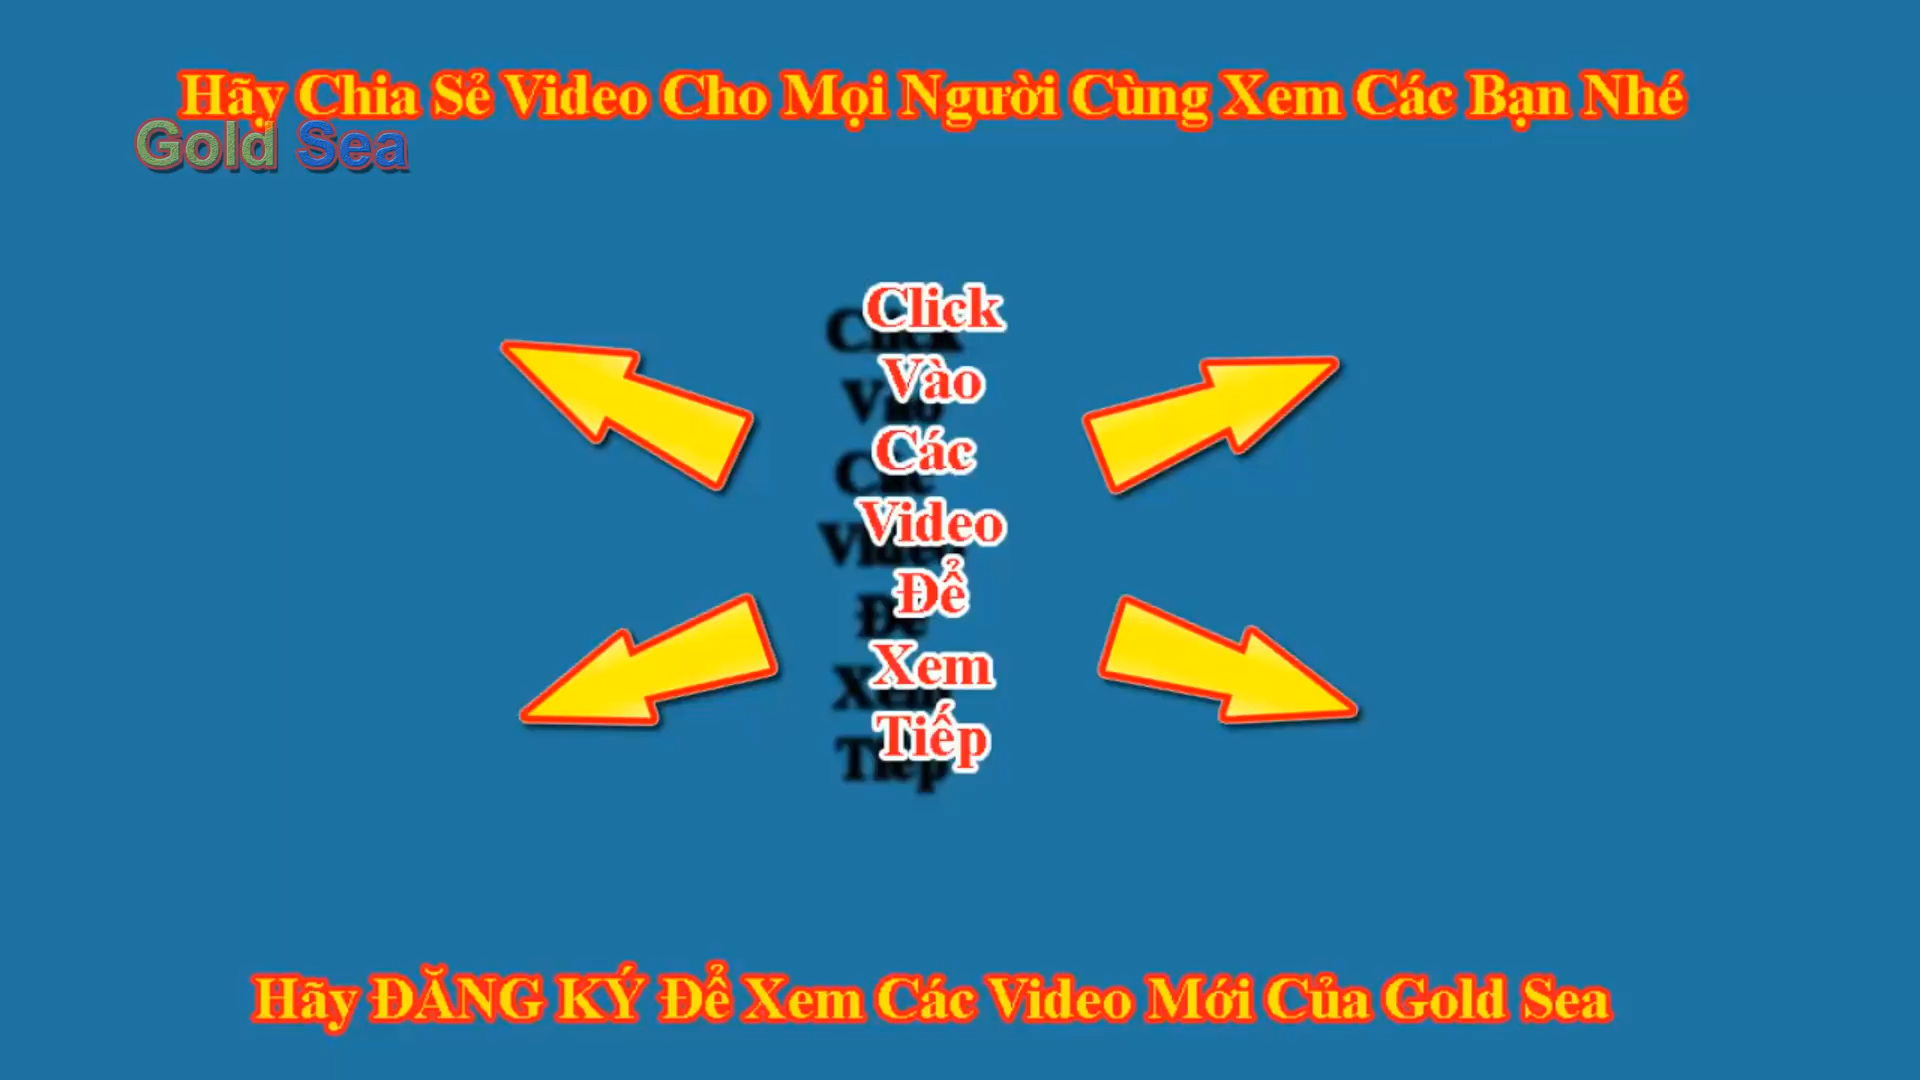 Hãy Chia Sẻ Video Cho Mọi Người Cùng Xem Các Bạn Nhé
Gold Sea
Click
Vào
Các
Video
Để
Xem
Tiếp
Hãy ĐĂNG KÝ Để Xem Các Video Mới Của Gold Sea